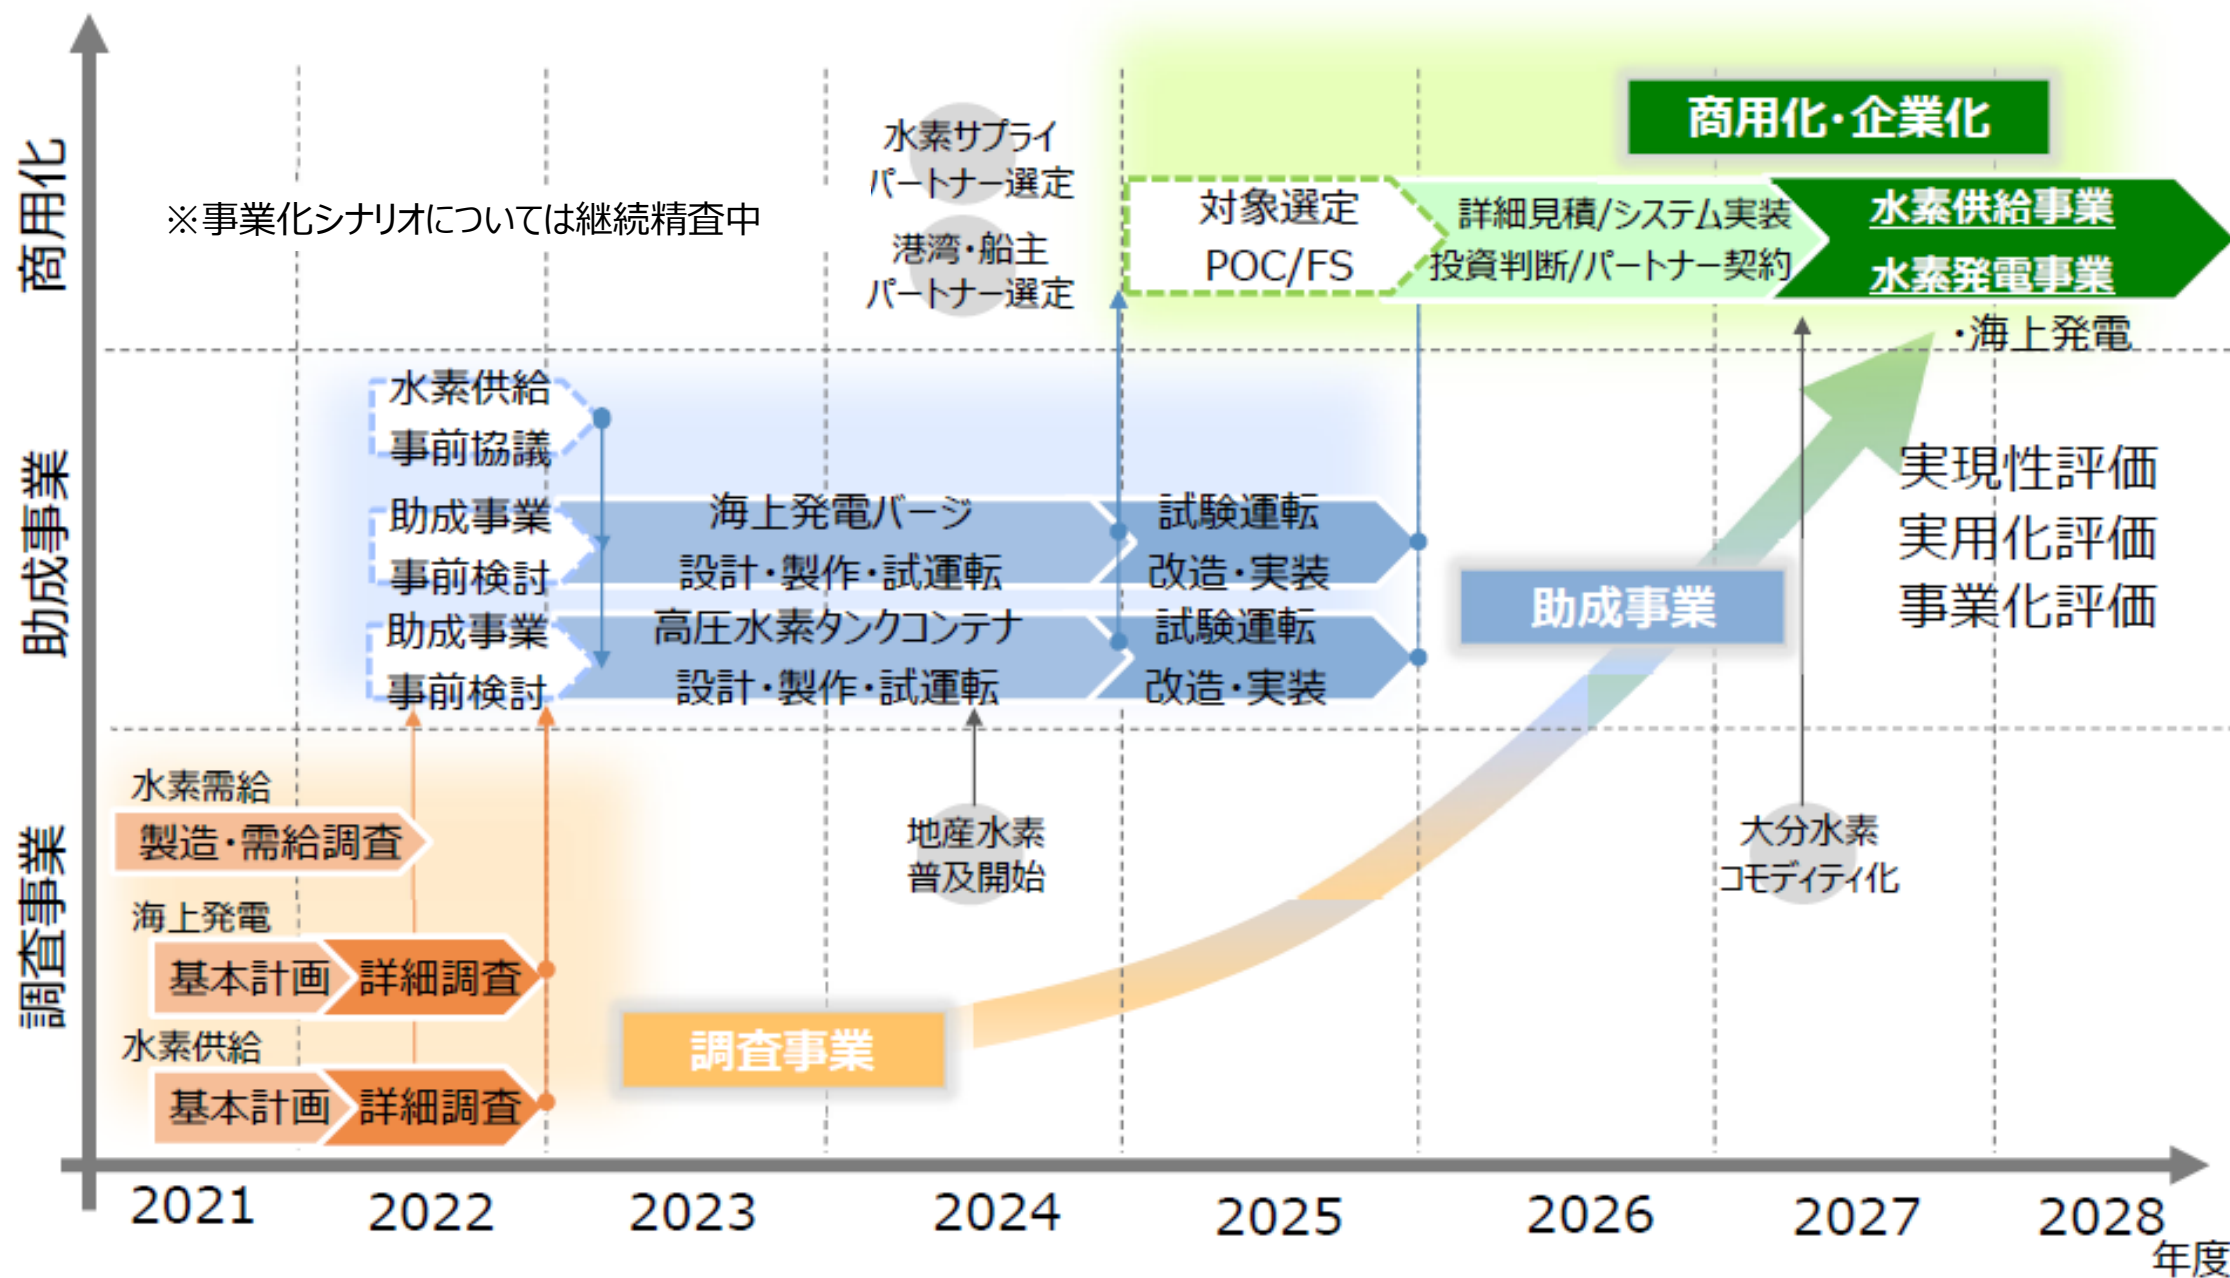 商用化
商用化・企業化
水素サプライ
パートナー選定
港湾・船主
パートナー選定
※事業化シナリオについては継続精査中
対象選定
POC/FS
詳細見積/システム実装
投資判断/パートナー契約
水素供給事業
水素発電事業
・海上発電
助成事業
水素供給
事前協議
助成事業
事前検討
海上発電バージ
設計・製作・試運転
試験運転
改造・実装
助成事業
事前検討
高圧水素タンクコンテナ
設計・製作・試運転
試験運転
改造・実装
助成事業
実現性評価
実用化評価
事業化評価
調査事業
水素需給
製造・需給調査
海上発電
基本計画
詳細調査
水素供給
基本計画
詳細調査
調査事業
地産水素
普及開始
大分水素
コモディティ化
2021
2022
2023
2024
2025
2026
2027
2028
年度